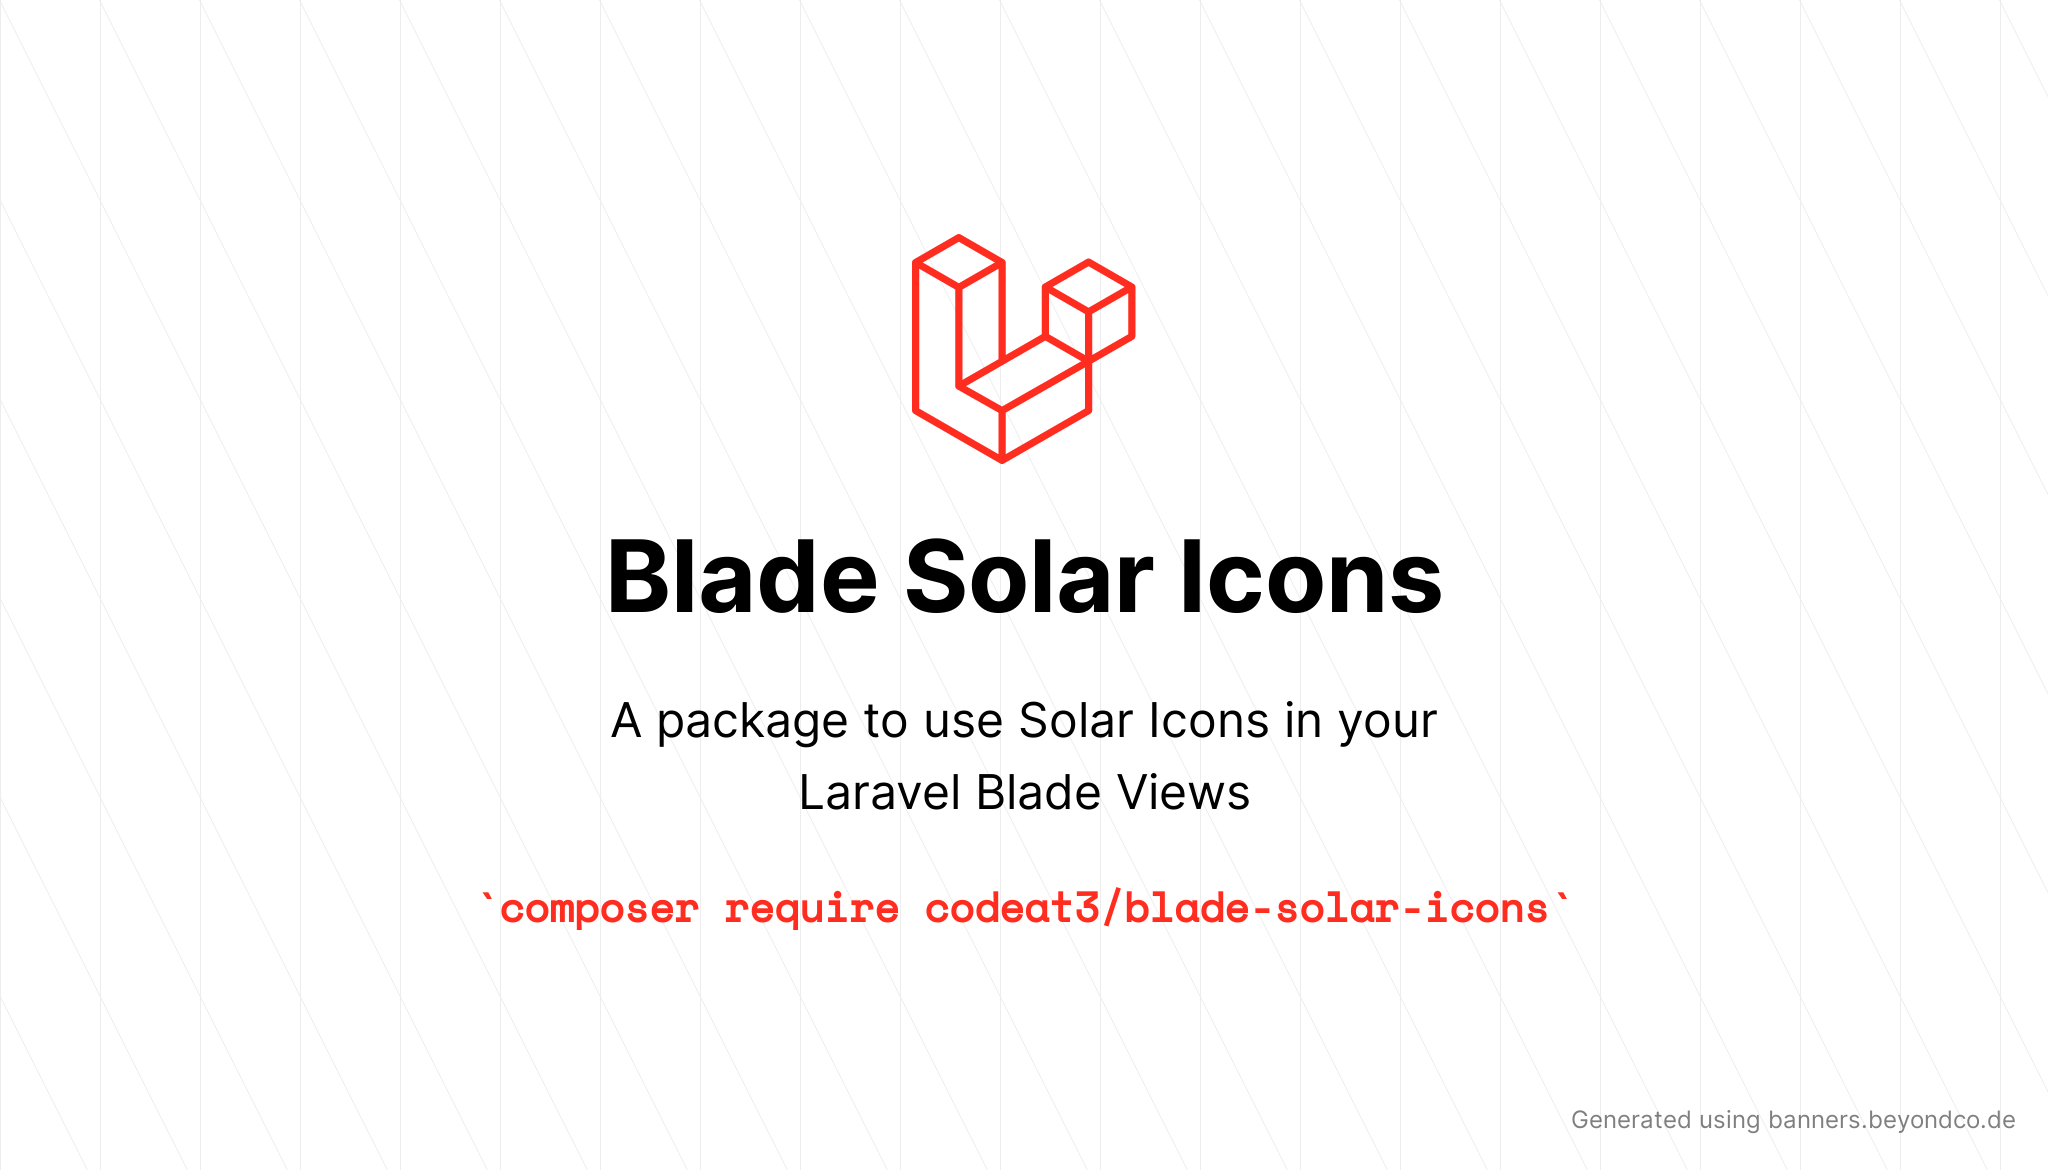 Blade Solar Icons
A package to use Solar Icons in your
Laravel Blade Views
`composer require codeat3/blade-solar-icons`
Generated using banners.beyondco.de